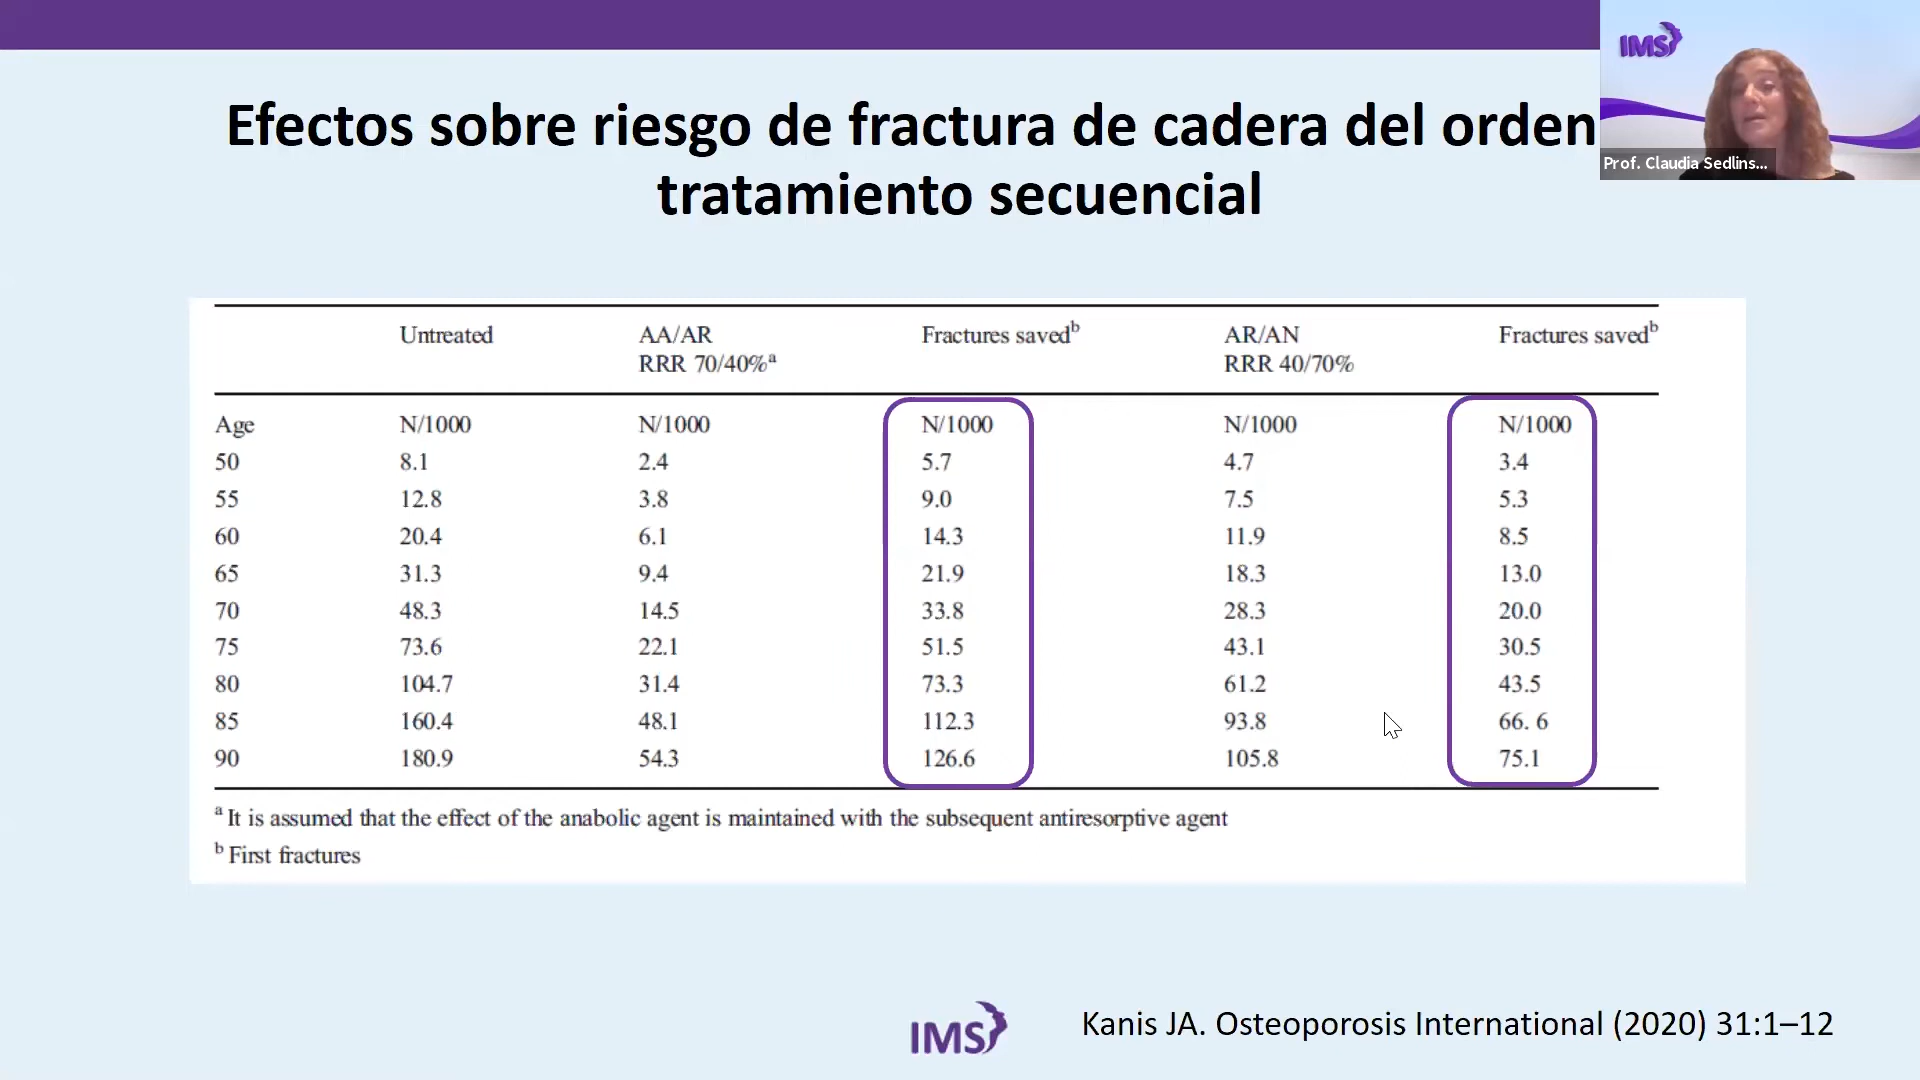 IMS
Prof. Claudia Sedlins...
Efectos sobre riesgo de fractura de cadera del orden
tratamiento secuencial
Untreated AA/AR Fractures savedᵇ AR/AN Fractures savedᵇ
RRR 70/40%ᵃ RRR 40/70%
Age N/1000 N/1000 N/1000 N/1000 N/1000
50 8.1 2.4 5.7 4.7 3.4
55 12.8 3.8 9.0 7.5 5.3
60 20.4 6.1 14.3 11.9 8.5
65 31.3 9.4 21.9 18.3 13.0
70 48.3 14.5 33.8 28.3 20.0
75 73.6 22.1 51.5 43.1 30.5
80 104.7 31.4 73.3 61.2 43.5
85 160.4 48.1 112.3 93.8 66. 6
90 180.9 54.3 126.6 105.8 75.1
ᵃ It is assumed that the effect of the anabolic agent is maintained with the subsequent antiresorptive agent
ᵇ First fractures
IMS
Kanis JA. Osteoporosis International (2020) 31:1–12